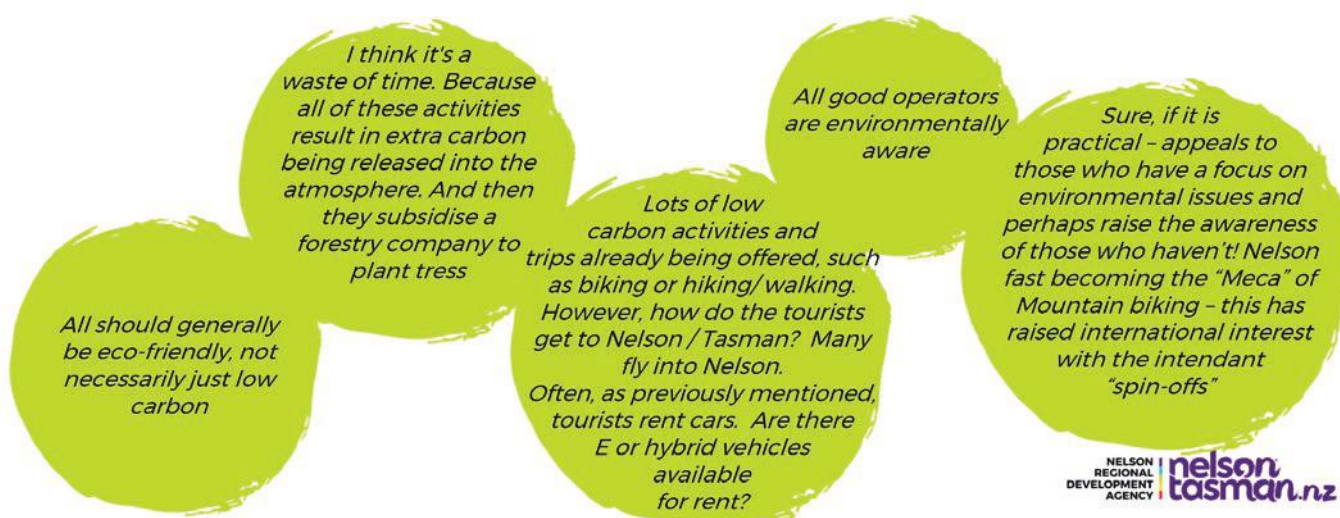 All should generally
be eco-friendly, not
necessarily just low
carbon
I think it's a
waste of time. Because
all of these activities
result in extra carbon
being released into the
atmosphere. And then
they subsidise a
forestry company to
plant tress
Lots of low
carbon activities and
trips already being offered, such
as biking or hiking/ walking.
However, how do the tourists
get to Nelson / Tasman? Many
fly into Nelson.
Often, as previously mentioned,
tourists rent cars. Are there
E or hybrid vehicles
available
for rent?
All good operators
are environmentally
aware
Sure, if it is
practical – appeals to
those who have a focus on
environmental issues and
perhaps raise the awareness
of those who haven't! Nelson
fast becoming the "Meca" of
Mountain biking – this has
raised international interest
with the intendant
"spin-offs"
NELSON
REGIONAL
DEVELOPMENT
AGENCY
nelson
tasman.nz